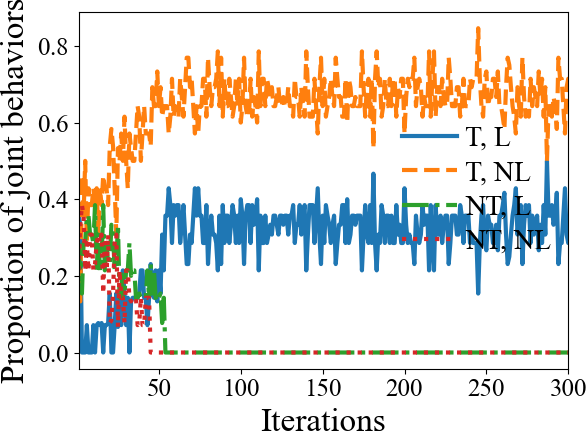 Proportion of joint behaviors
0.8
0.6
0.4
0.2
0.0
T, L
T, NL
NT, L
NT, NL
50
100
150
200
250
300
Iterations